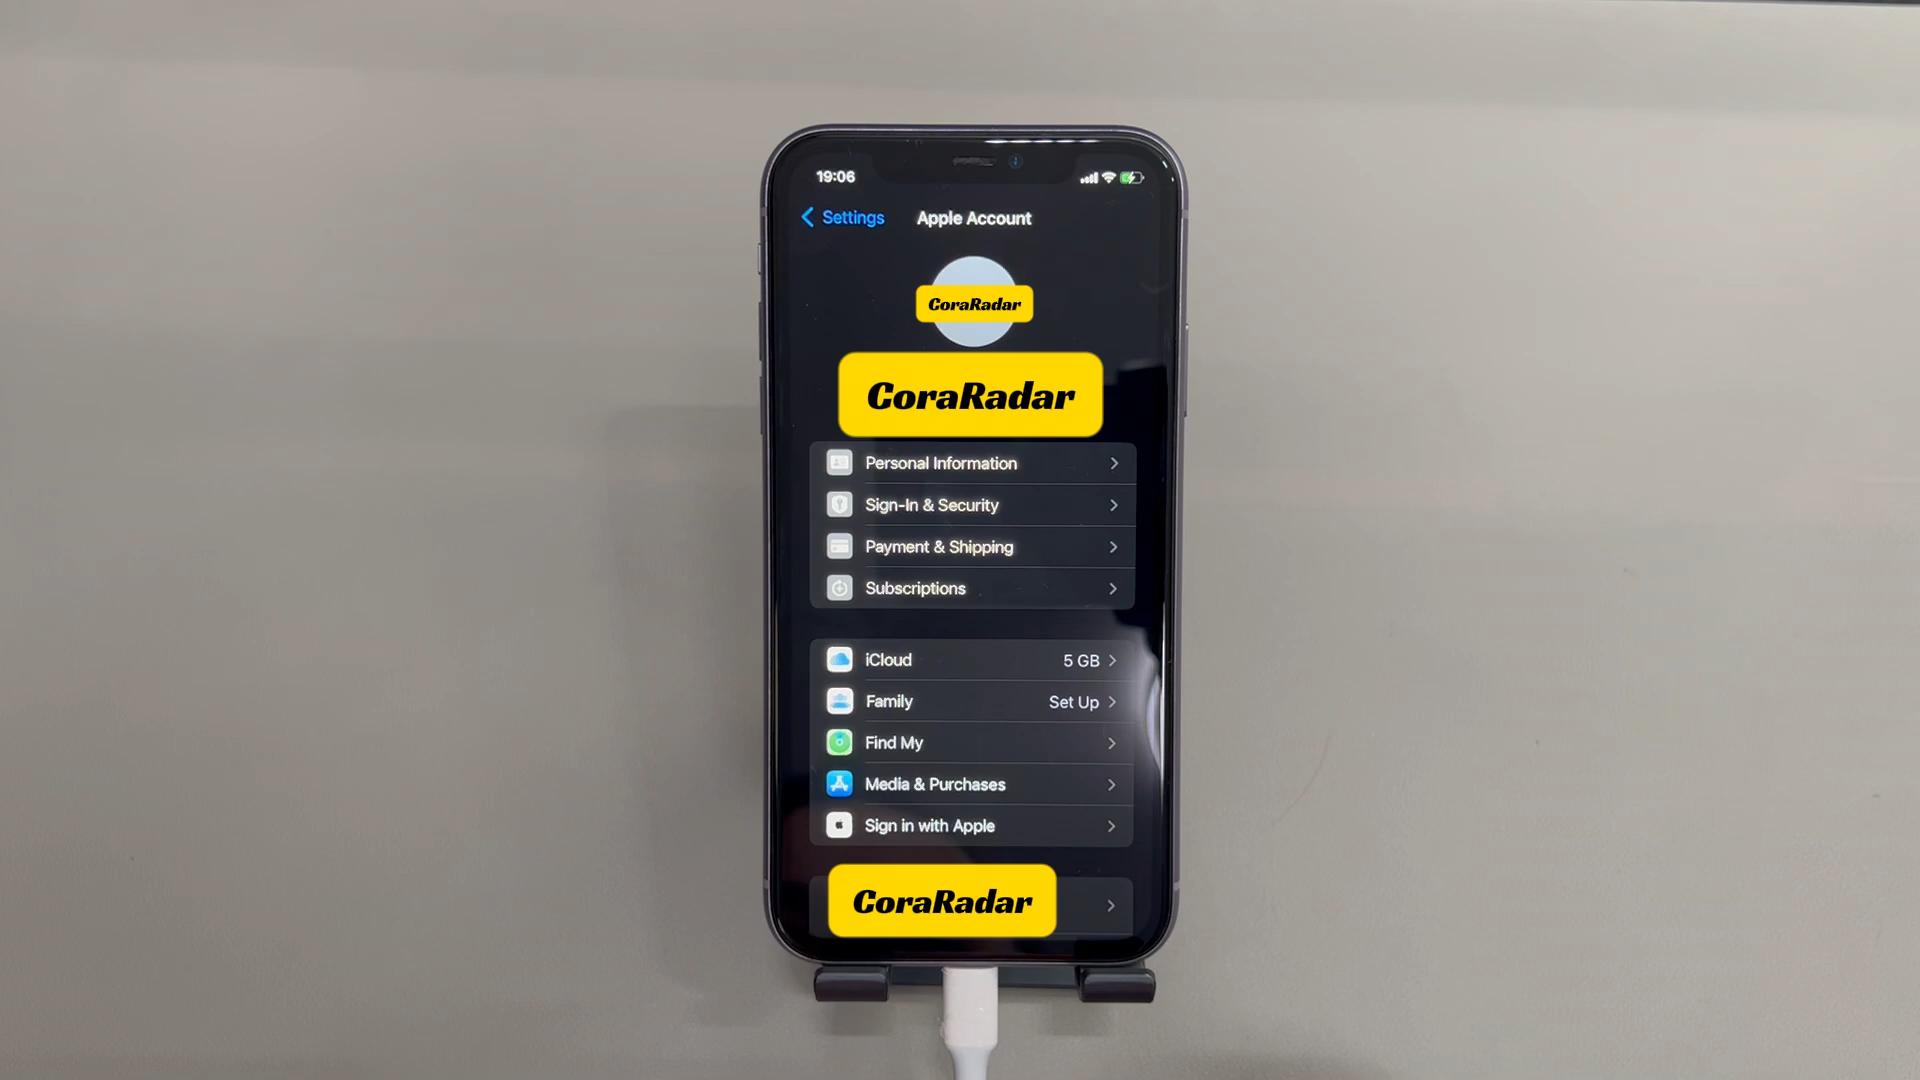 19:06
Settings
Apple Account
CoraRadar
CoraRadar
Personal Information
Sign-In & Security
Payment & Shipping
Subscriptions
iCloud 5 GB
Family Set Up
Find My
Media & Purchases
Sign in with Apple
CoraRadar